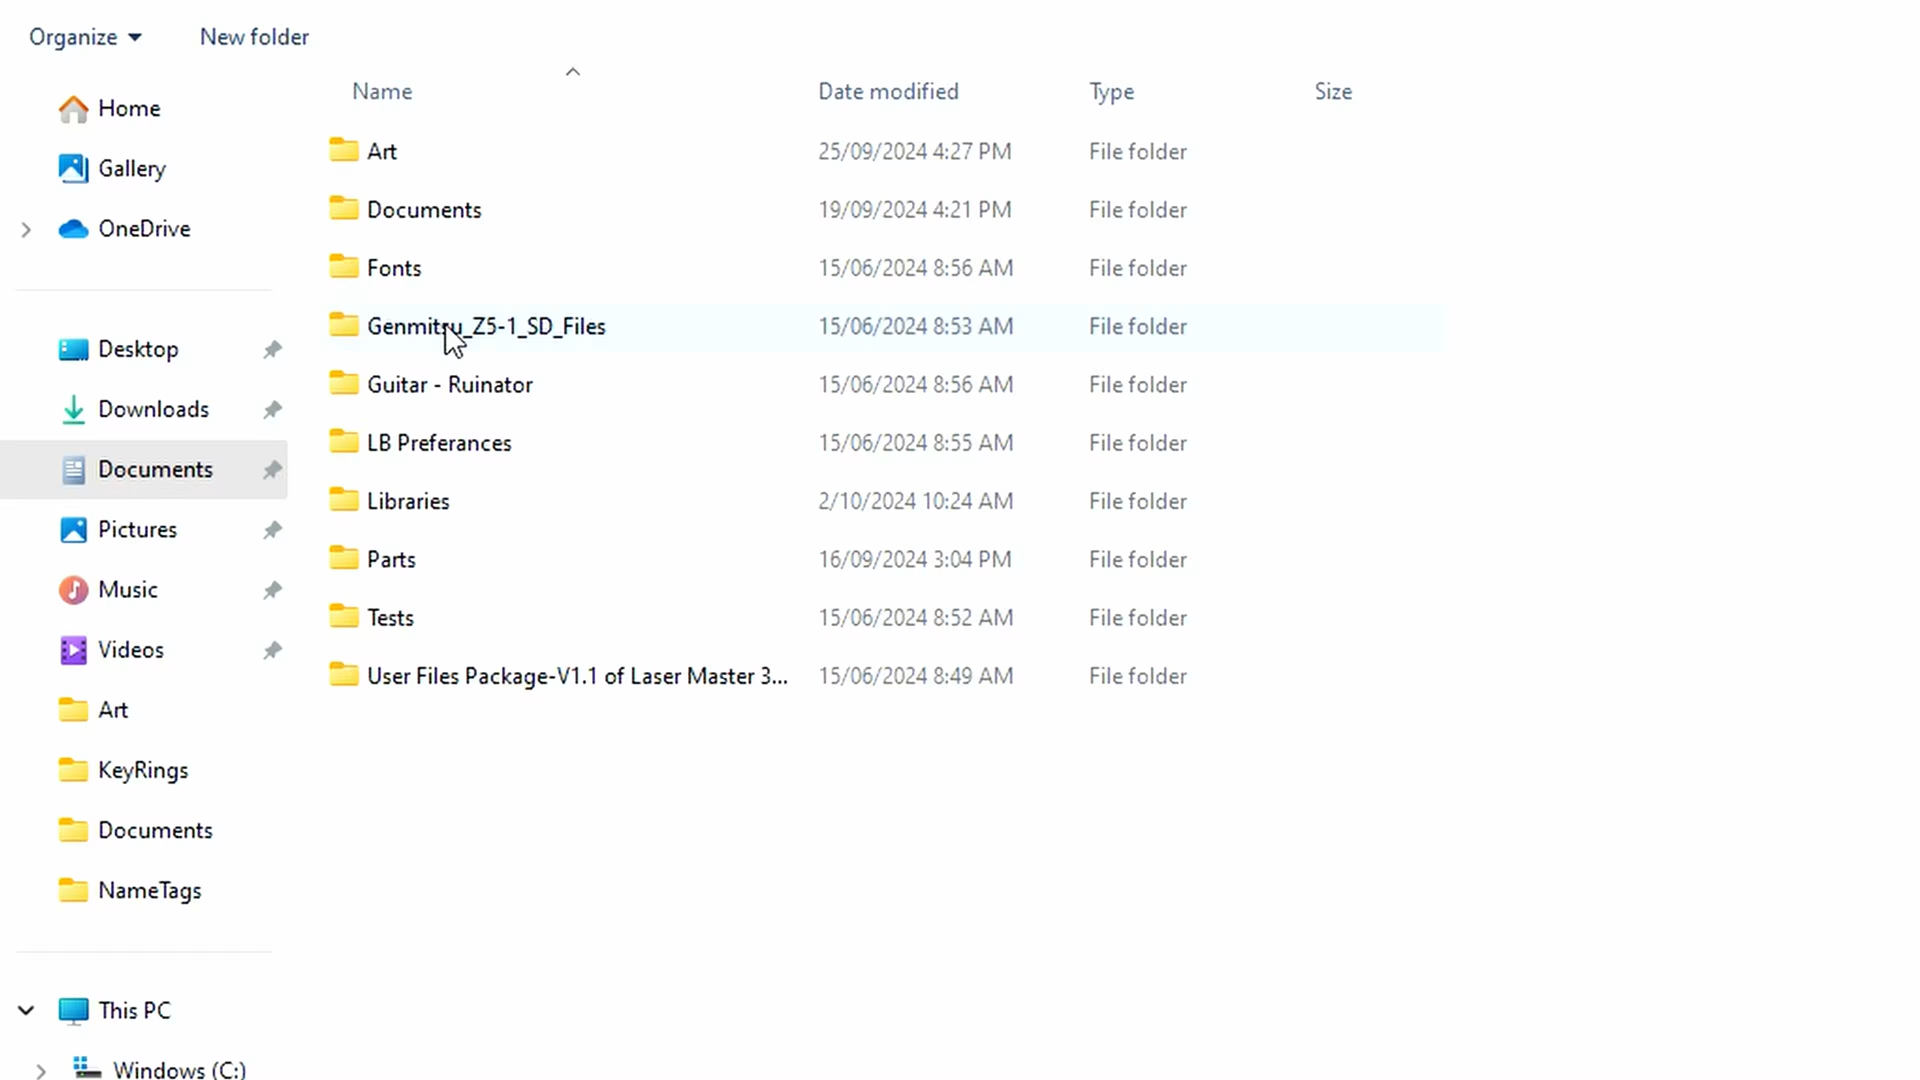 Organize New folder
Name Date modified Type Size
Home
Gallery
OneDrive
Desktop
Downloads
Documents
Pictures
Music
Videos
Art
KeyRings
Documents
NameTags
This PC
Windows (C:)
Art 25/09/2024 4:27 PM File folder
Documents 19/09/2024 4:21 PM File folder
Fonts 15/06/2024 8:56 AM File folder
Genmitsu_Z5-1_SD_Files 15/06/2024 8:53 AM File folder
Guitar - Ruinator 15/06/2024 8:56 AM File folder
LB Preferances 15/06/2024 8:55 AM File folder
Libraries 2/10/2024 10:24 AM File folder
Parts 16/09/2024 3:04 PM File folder
Tests 15/06/2024 8:52 AM File folder
User Files Package-V1.1 of Laser Master 3... 15/06/2024 8:49 AM File folder